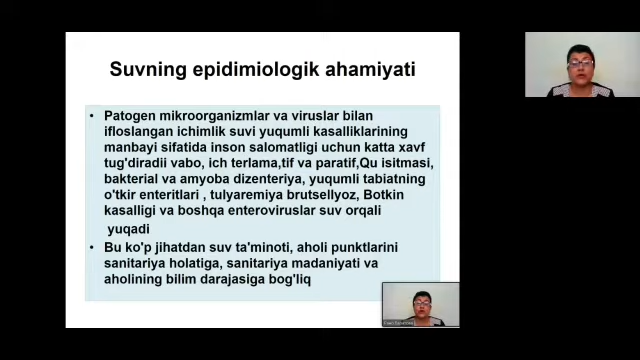 Suvning epidimiologik ahamiyati
• Patogen mikroorganizmlar va viruslar bilan
ifloslangan ichimlik suvi yuqumli kasalliklarining
manbayi sifatida inson salomatligi uchun katta xavf
tug'diradii vabo, ich terlama,tif va paratif,Qu isitmasi,
bakterial va amyoba dizenteriya, yuqumli tabiatning
o'tkir enteritlari , tulyaremiya brutsellyoz, Botkin
kasalligi va boshqa enteroviruslar suv orqali
yuqadi
• Bu ko'p jihatdan suv ta'minoti, aholi punktlarini
sanitariya holatiga, sanitariya madaniyati va
aholining bilim darajasiga bog'liq